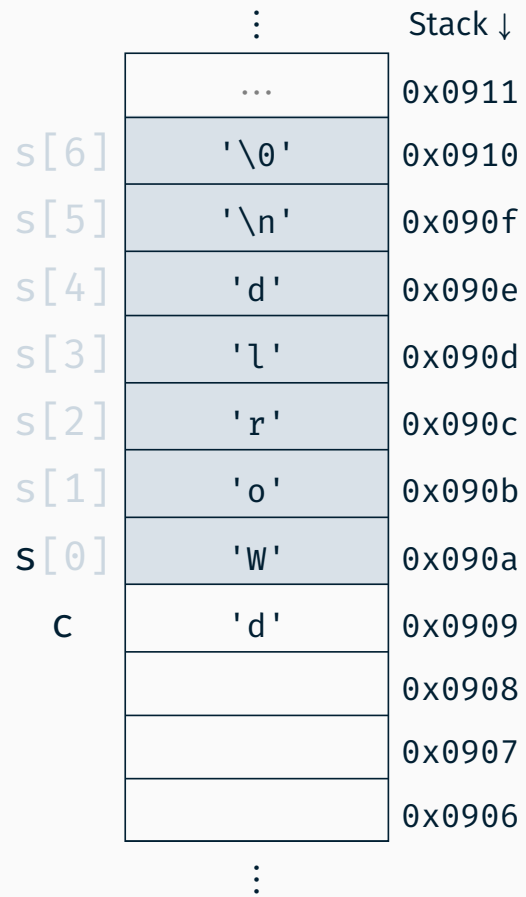 ⋮ Stack ↓
... 0x0911
s[6] '\0' 0x0910
s[5] '\n' 0x090f
s[4] 'd' 0x090e
s[3] 'l' 0x090d
s[2] 'r' 0x090c
s[1] 'o' 0x090b
s[0] 'W' 0x090a
c 'd' 0x0909
0x0908
0x0907
0x0906
⋮